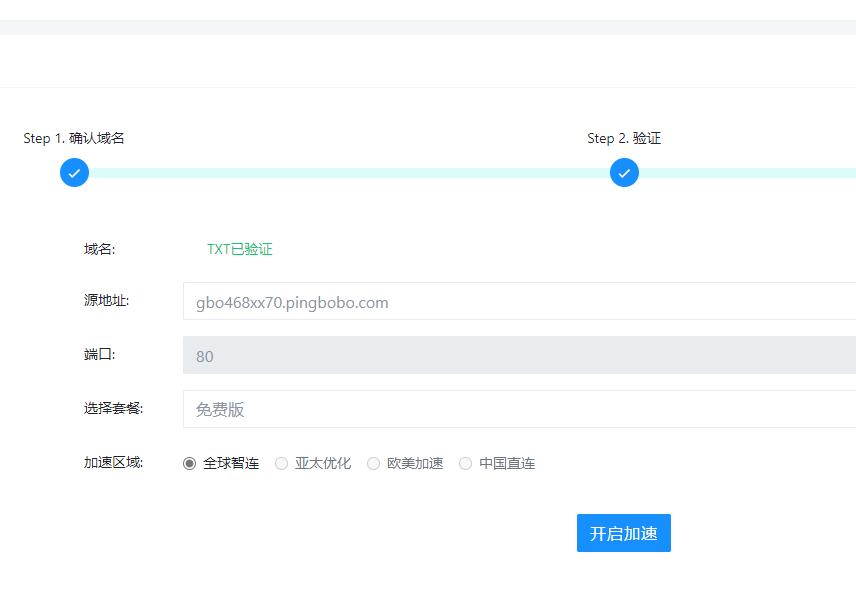 Step 1. 确认域名 Step 2. 验证
域名: TXT已验证
源地址: gbo468xx70.pingbobo.com
端口: 80
选择套餐: 免费版
加速区域: 全球智连 亚太优化 欧美加速 中国直连
开启加速